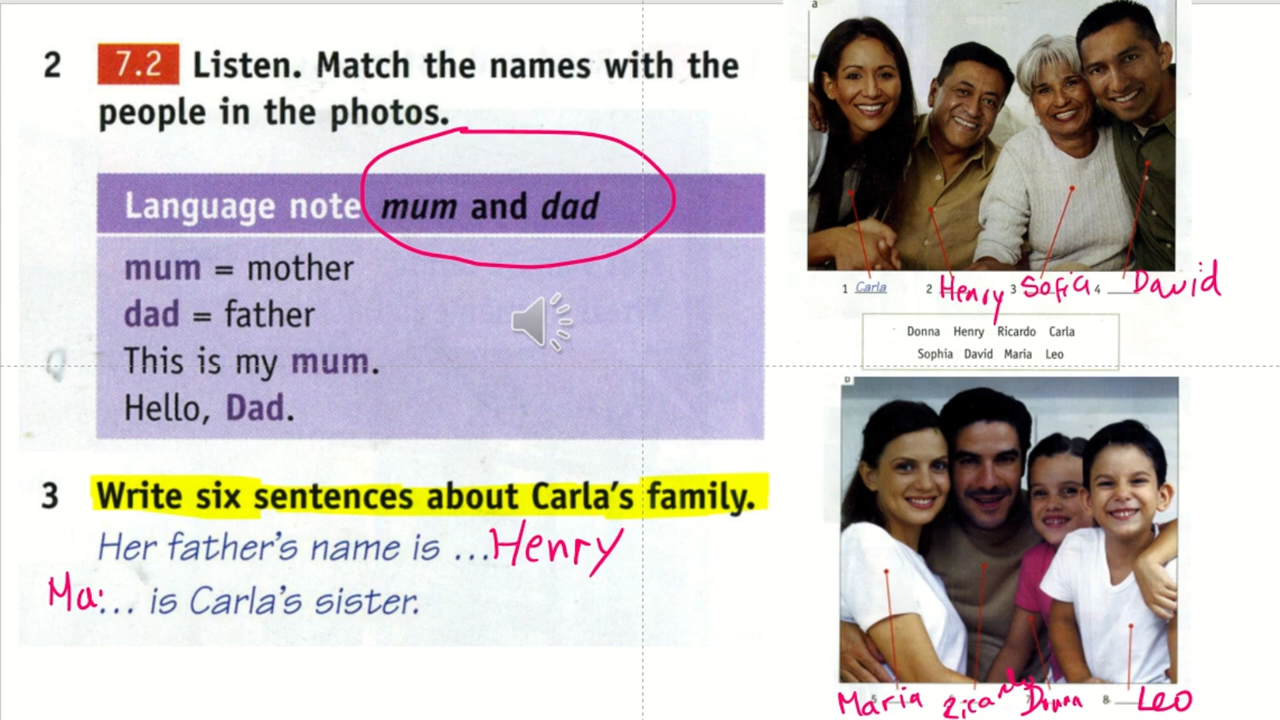 2 7.2 Listen. Match the names with the
people in the photos.
Language note mum and dad
mum = mother
dad = father
This is my mum.
Hello, Dad.
3 Write six sentences about Carla's family.
Her father's name is ... Henry
Ma... is Carla's sister.
a
1 Carla 2 Henry 3 Sofia 4 David
Donna Henry Ricardo Carla
Sophia David Maria Leo
b
Maria Donna 8 Leo